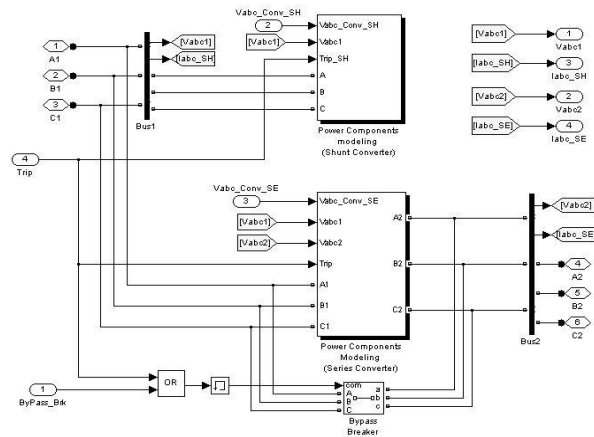 Vabc_Conv_SH
2
Vabc_Conv_SH
[Vabc1]
Vabc1
Trip_SH
A
B
C
Power Components
modeling
(Shunt Converter)
1
A1
2
B1
3
C1
[Vabc1]
[Iabc_SH]
Bus1
[Vabc1]
1
Vabc1
[Iabc_SH]
3
Iabc_SH
[Vabc2]
2
Vabc2
[Iabc_SE]
4
Iabc_SE
4
Trip
Vabc_Conv_SE
3
Vabc_Conv_SE
[Vabc1]
Vabc1
[Vabc2]
Vabc2
Trip
A1
B1
C1
A2
B2
C2
Power Components
Modeling
(Series Converter)
[Vabc2]
[Iabc_SE]
4
A2
5
B2
6
C2
Bus2
1
ByPass_Brk
OR
com
A
B
C
a
b
c
Bypass
Breaker